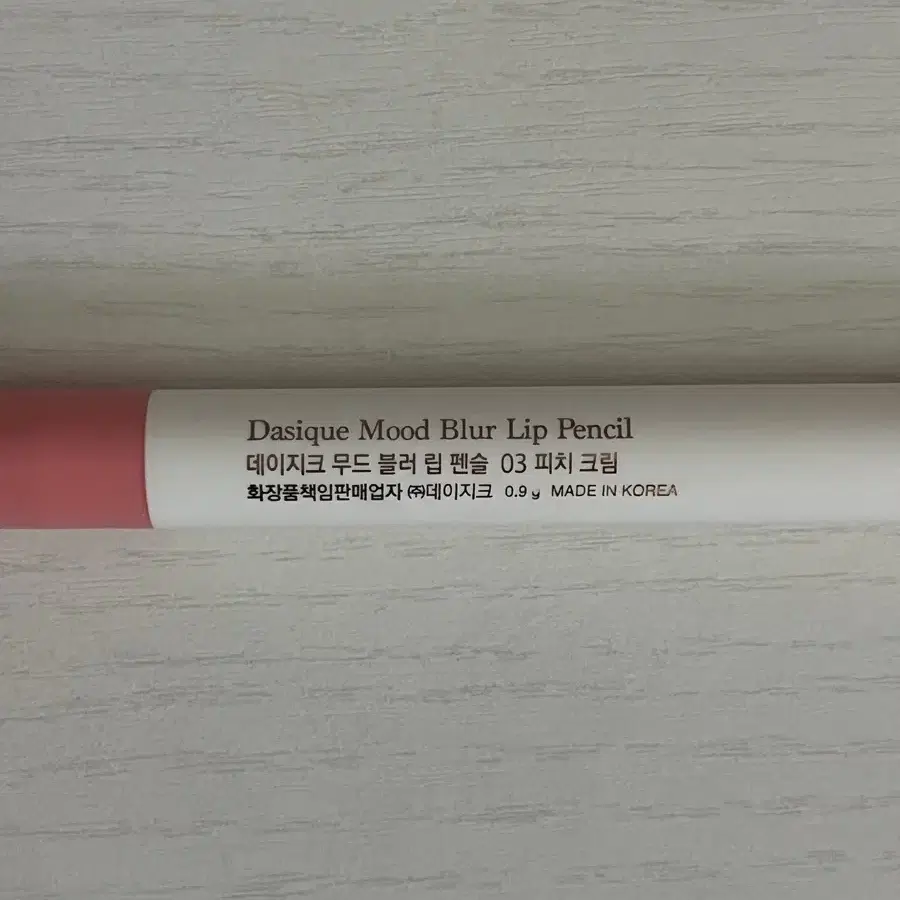 Dasique Mood Blur Lip Pencil
데이지크 무드 블러 립 펜슬 03 피치 크림
화장품책임판매업자 ㈜데이지크 0.9 g MADE IN KOREA